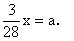 3/28 x = a.